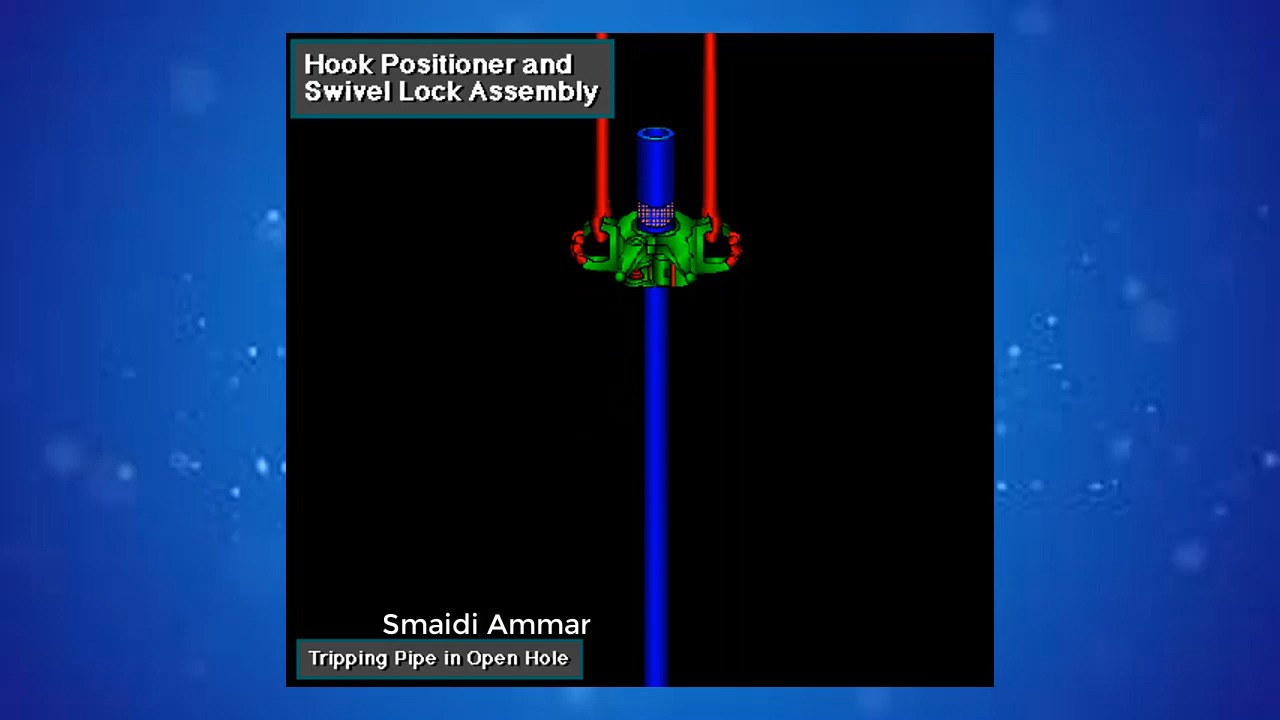 Hook Positioner and
Swivel Lock Assembly
Smaidi Ammar
Tripping Pipe in Open Hole